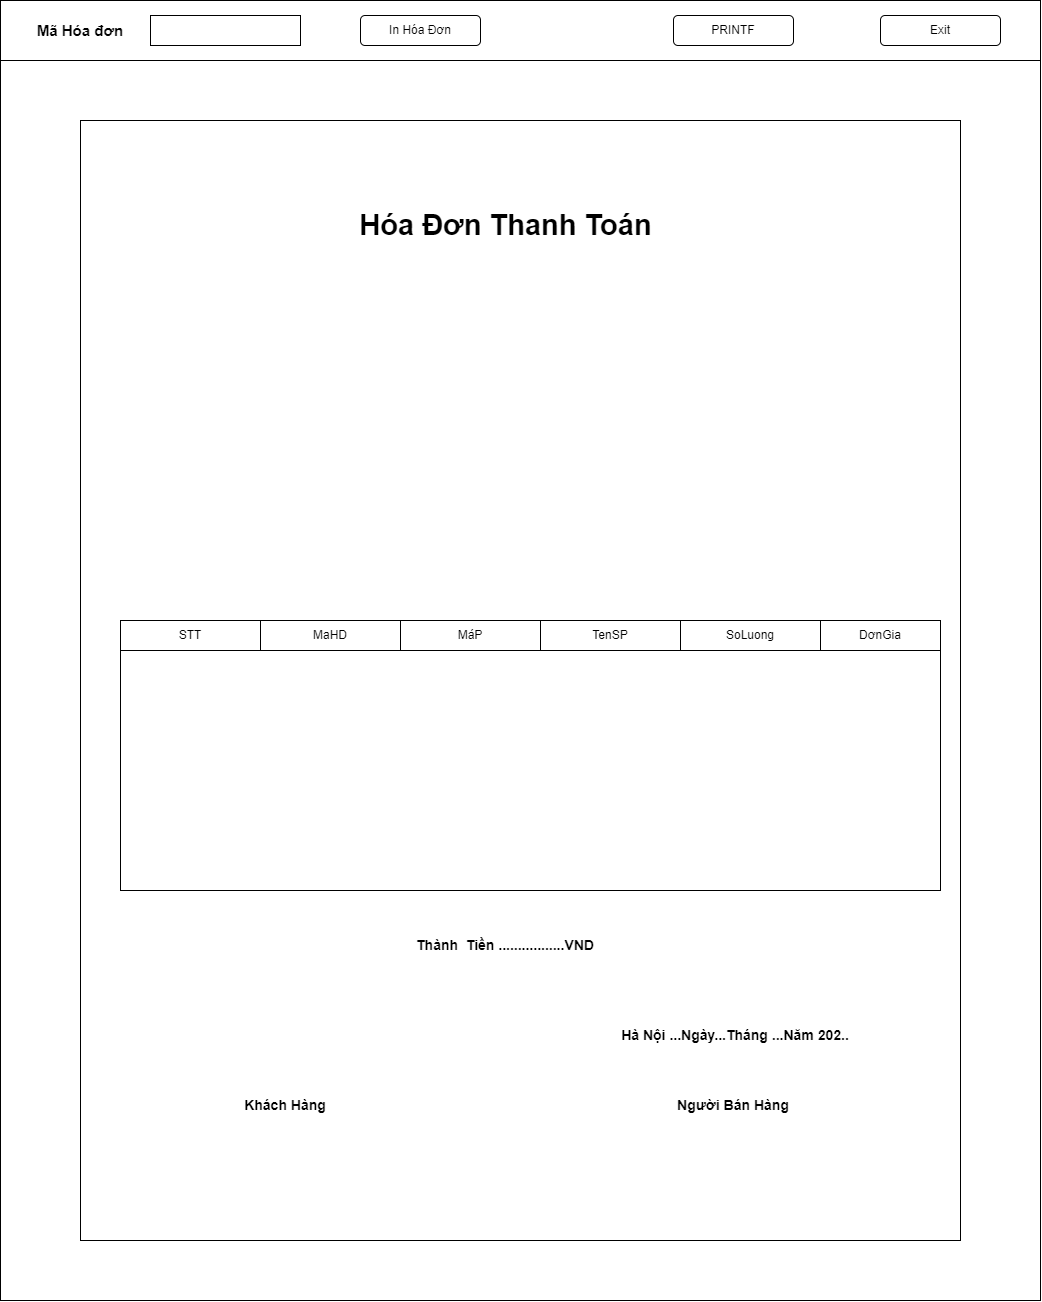 Mã Hóa đơn In Hóa Đơn PRINTF Exit
Hóa Đơn Thanh Toán
STT MaHD MáP TenSP SoLuong DơnGia
Thành Tiền .................VND
Hà Nội ...Ngày...Tháng ...Năm 202..
Khách Hàng Người Bán Hàng